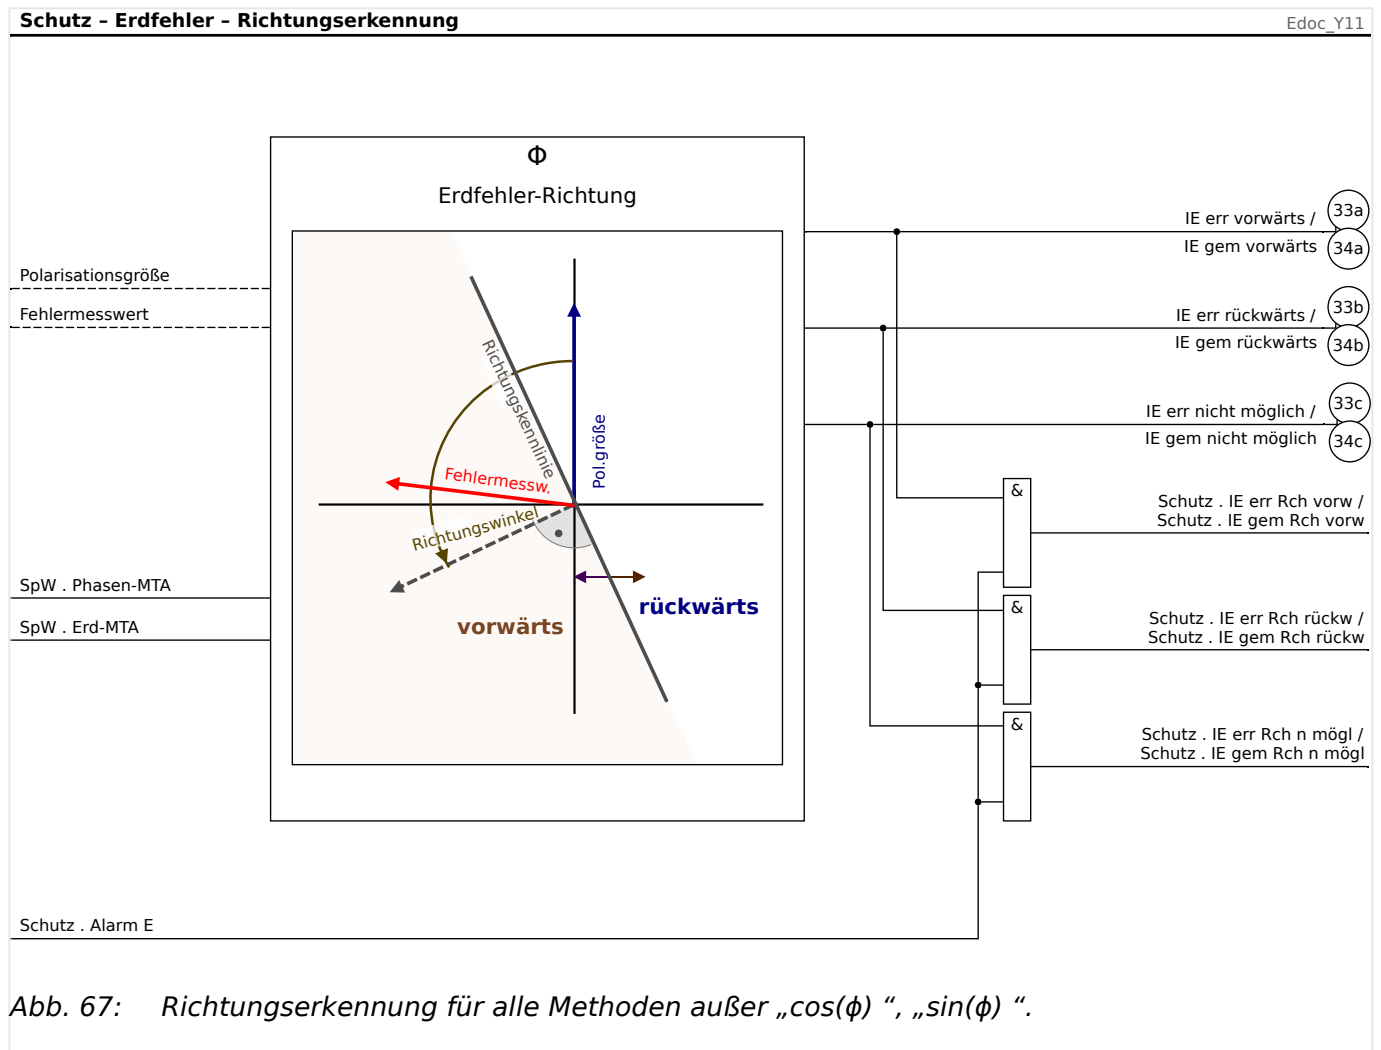 Schutz – Erdfehler – Richtungserkennung
Edoc_Y11
Φ
Erdfehler-Richtung
Polarisationsgröße
Fehlermesswert
SpW . Phasen-MTA
SpW . Erd-MTA
Schutz . Alarm E
Richtungskennlinie
Pol.größe
Fehlermessw.
Richtungswinkel
vorwärts
rückwärts
IE err vorwärts /
33a
IE gem vorwärts
34a
IE err rückwärts /
33b
IE gem rückwärts
34b
IE err nicht möglich /
33c
IE gem nicht möglich
34c
&
Schutz . IE err Rch vorw /
Schutz . IE gem Rch vorw
&
Schutz . IE err Rch rückw /
Schutz . IE gem Rch rückw
&
Schutz . IE err Rch n mögl /
Schutz . IE gem Rch n mögl
Abb. 67: Richtungserkennung für alle Methoden außer „cos(ϕ) “, „sin(ϕ) “.